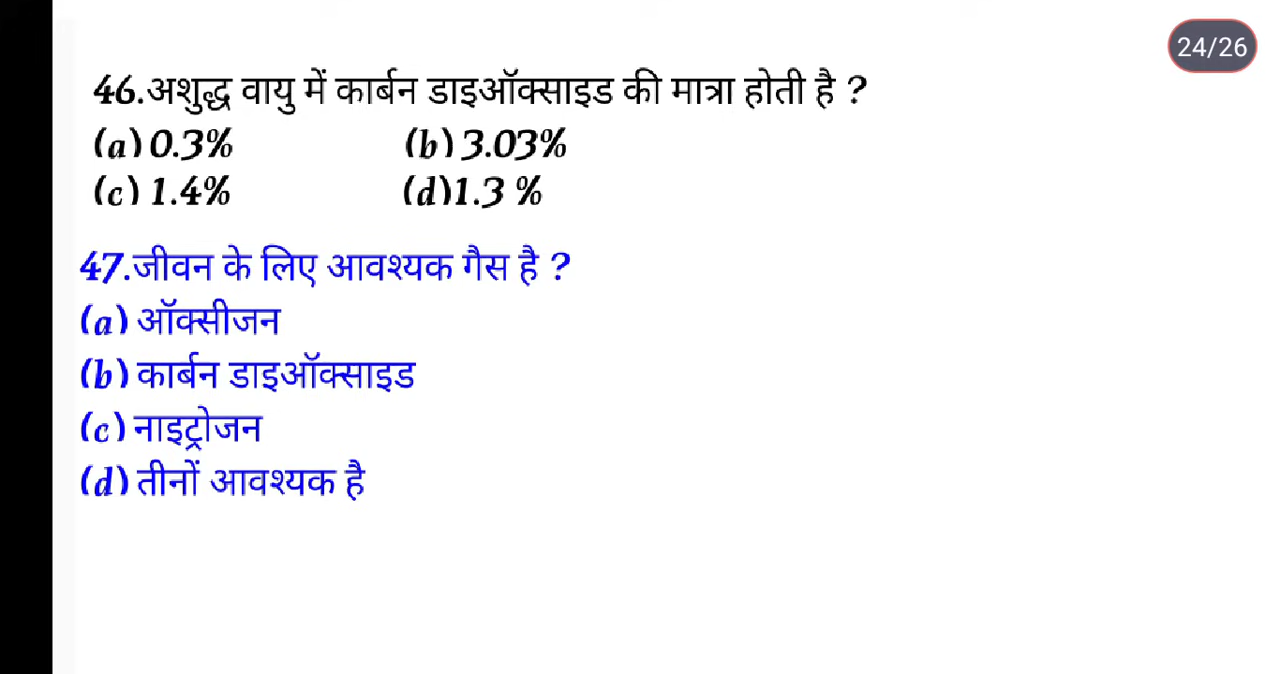 24/26
46.अशुद्ध वायु में कार्बन डाइऑक्साइड की मात्रा होती है ?
(a) 0.3% (b) 3.03%
(c) 1.4% (d)1.3 %
47.जीवन के लिए आवश्यक गैस है ?
(a) ऑक्सीजन
(b) कार्बन डाइऑक्साइड
(c) नाइट्रोजन
(d) तीनों आवश्यक है